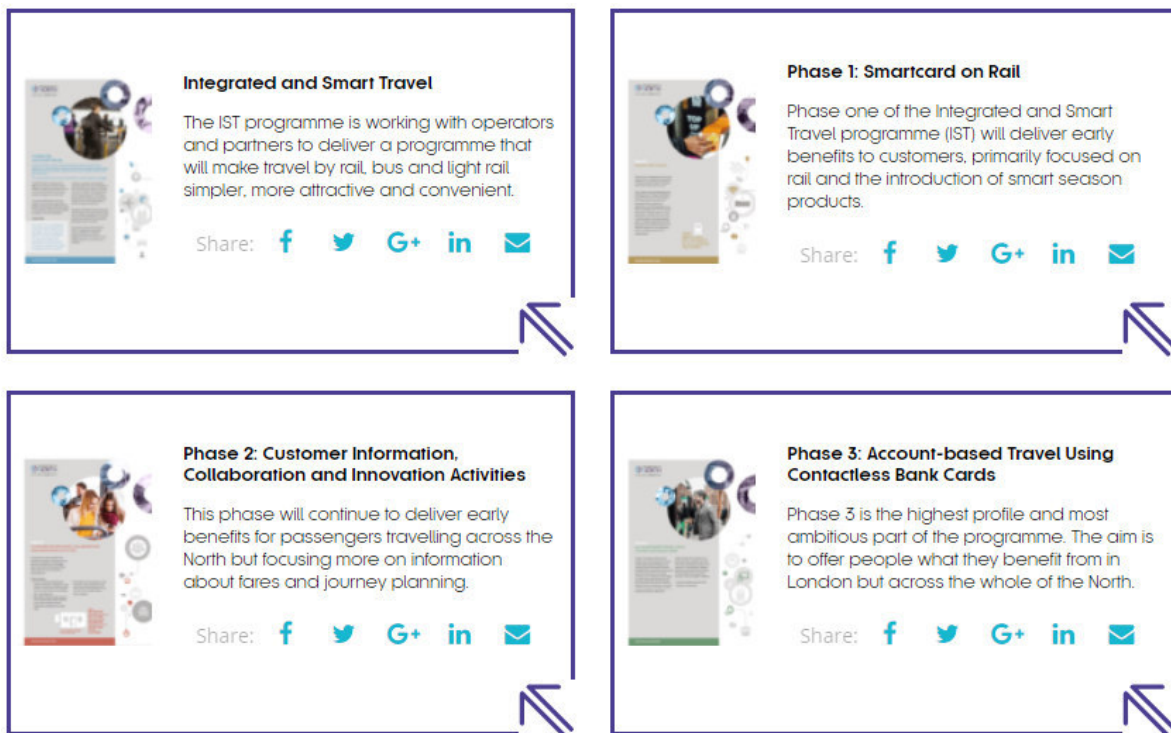 Integrated and Smart Travel
The IST programme is working with operators
and partners to deliver a programme that
will make travel by rail, bus and light rail
simpler, more attractive and convenient.
Share:
Phase 1: Smartcard on Rail
Phase one of the Integrated and Smart
Travel programme (IST) will deliver early
benefits to customers, primarily focused on
rail and the introduction of smart season
products.
Share:
Phase 2: Customer Information,
Collaboration and Innovation Activities
This phase will continue to deliver early
benefits for passengers travelling across the
North but focusing more on information
about fares and journey planning.
Share:
Phase 3: Account-based Travel Using
Contactless Bank Cards
Phase 3 is the highest profile and most
ambitious part of the programme. The aim is
to offer people what they benefit from in
London but across the whole of the North.
Share: